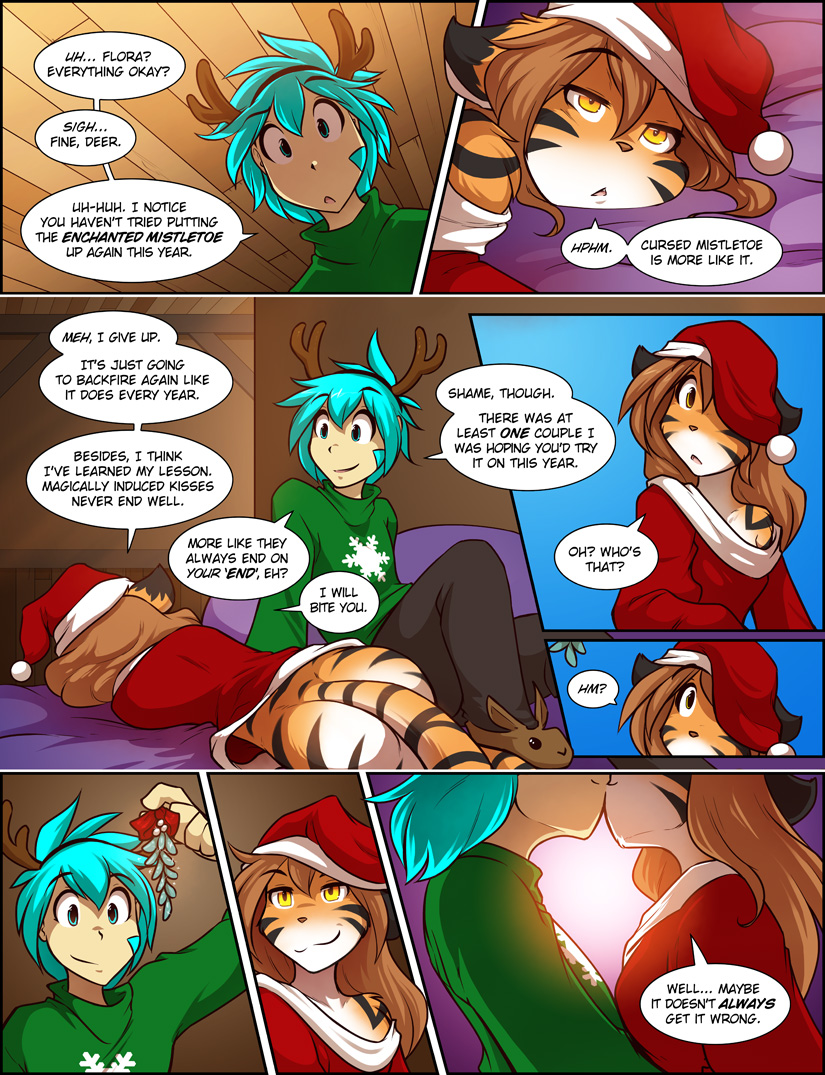 UH... FLORA?
EVERYTHING OKAY?
SIGH...
FINE, DEER.
UH-HUH. I NOTICE
YOU HAVEN'T TRIED PUTTING
THE ENCHANTED MISTLETOE
UP AGAIN THIS YEAR.
HPHM.
CURSED MISTLETOE
IS MORE LIKE IT.
MEH, I GIVE UP.
IT'S JUST GOING
TO BACKFIRE AGAIN LIKE
IT DOES EVERY YEAR.
BESIDES, I THINK
I'VE LEARNED MY LESSON.
MAGICALLY INDUCED KISSES
NEVER END WELL.
MORE LIKE THEY
ALWAYS END ON
YOUR 'END', EH?
I WILL
BITE YOU.
SHAME, THOUGH.
THERE WAS AT
LEAST ONE COUPLE I
WAS HOPING YOU'D TRY
IT ON THIS YEAR.
OH? WHO'S
THAT?
HM?
WELL... MAYBE
IT DOESN'T ALWAYS
GET IT WRONG.